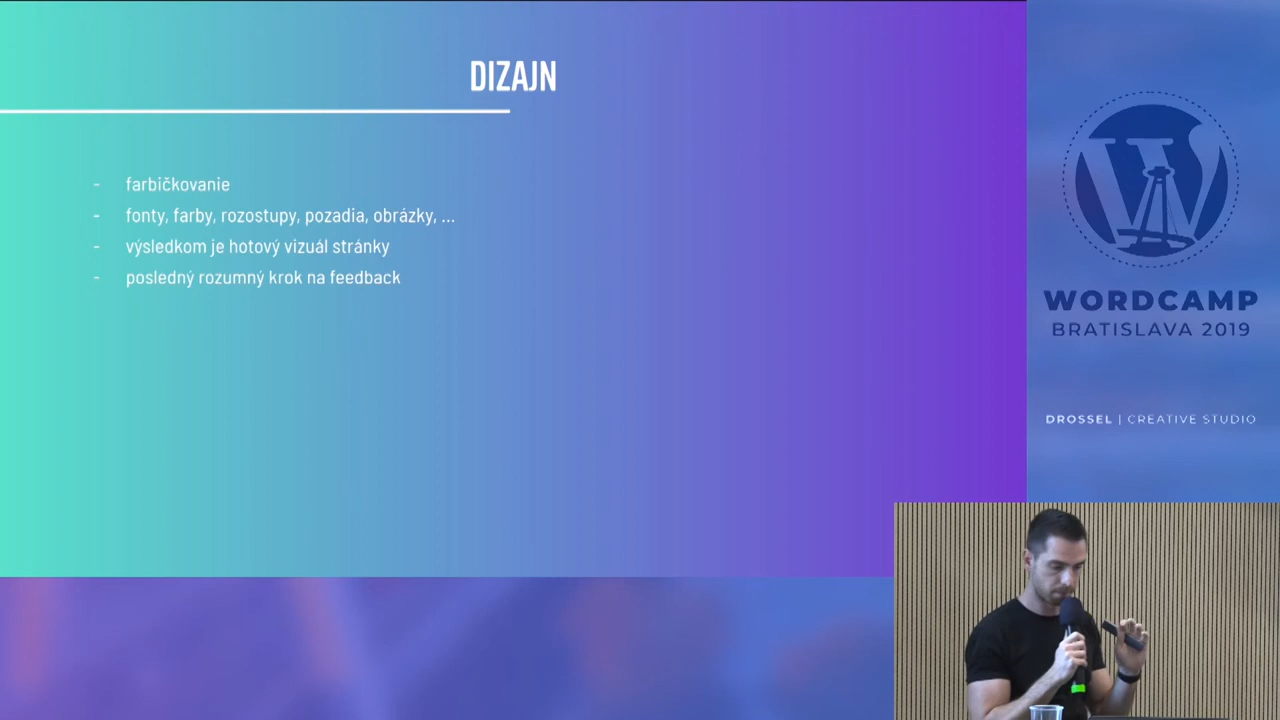 DIZAJN
- farbičkovanie
- fonty, farby, rozostupy, pozadia, obrázky, ...
- výsledkom je hotový vizuál stránky
- posledný rozumný krok na feedback
WORDCAMP
BRATISLAVA 2019
DROSSEL | CREATIVE STUDIO